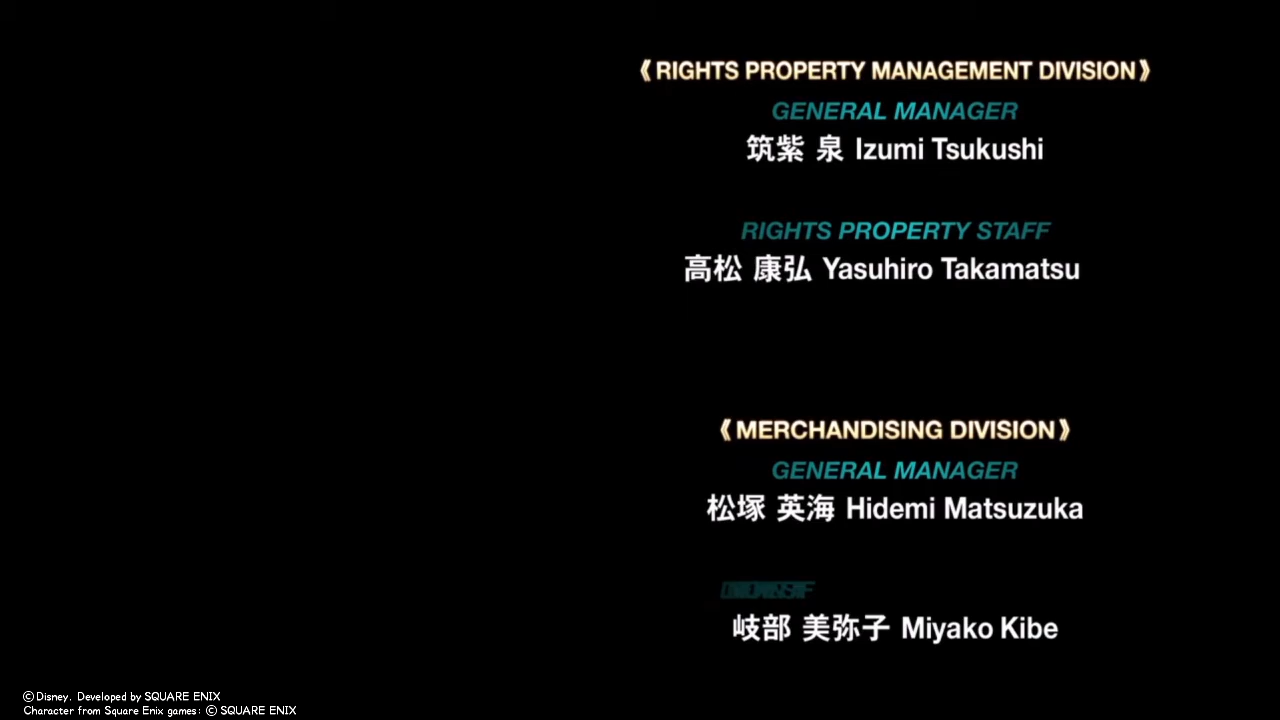 《RIGHTS PROPERTY MANAGEMENT DIVISION》
GENERAL MANAGER
筑紫 泉 Izumi Tsukushi
RIGHTS PROPERTY STAFF
高松 康弘 Yasuhiro Takamatsu
《MERCHANDISING DIVISION》
GENERAL MANAGER
松塚 英海 Hidemi Matsuzuka
岐部 美弥子 Miyako Kibe
©Disney. Developed by SQUARE ENIX
Character from Square Enix games: © SQUARE ENIX